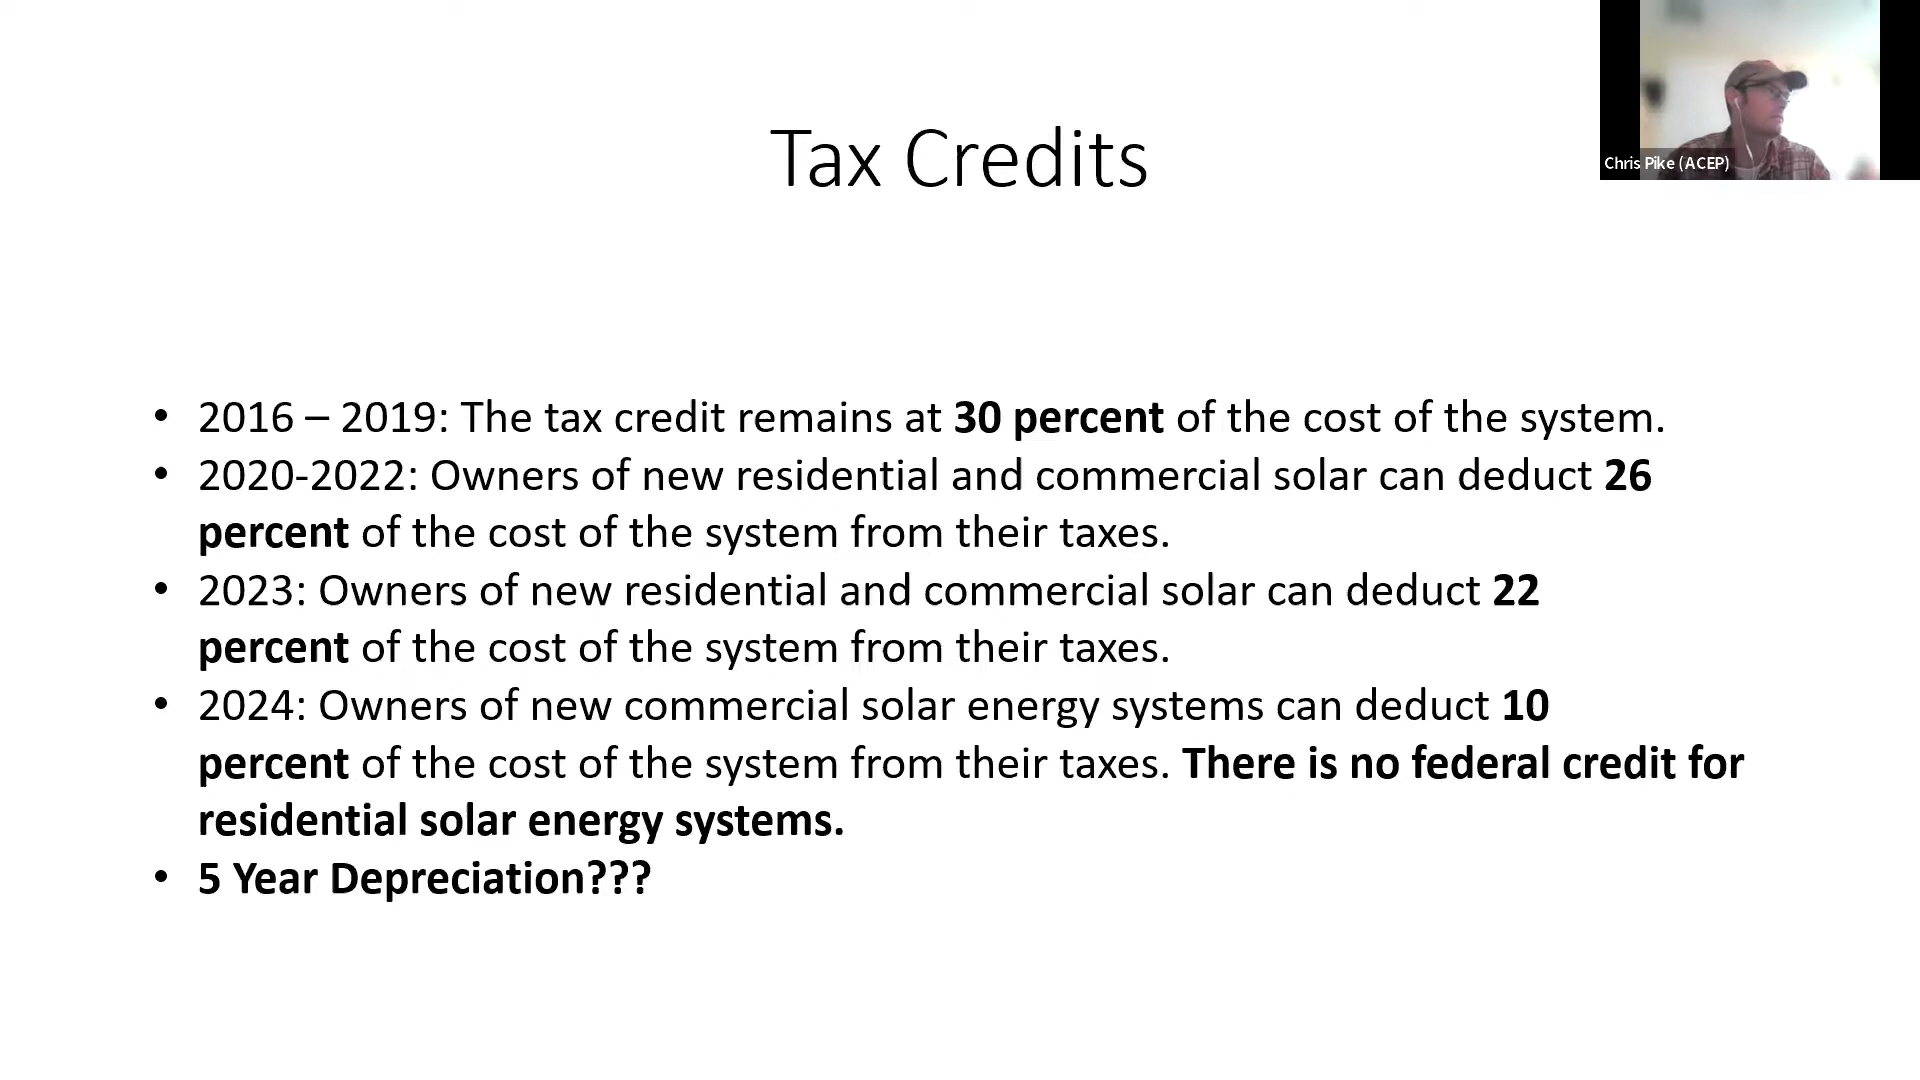 Chris Pike (ACEP)
Tax Credits
• 2016 – 2019: The tax credit remains at 30 percent of the cost of the system.
• 2020-2022: Owners of new residential and commercial solar can deduct 26
percent of the cost of the system from their taxes.
• 2023: Owners of new residential and commercial solar can deduct 22
percent of the cost of the system from their taxes.
• 2024: Owners of new commercial solar energy systems can deduct 10
percent of the cost of the system from their taxes. There is no federal credit for
residential solar energy systems.
• 5 Year Depreciation???